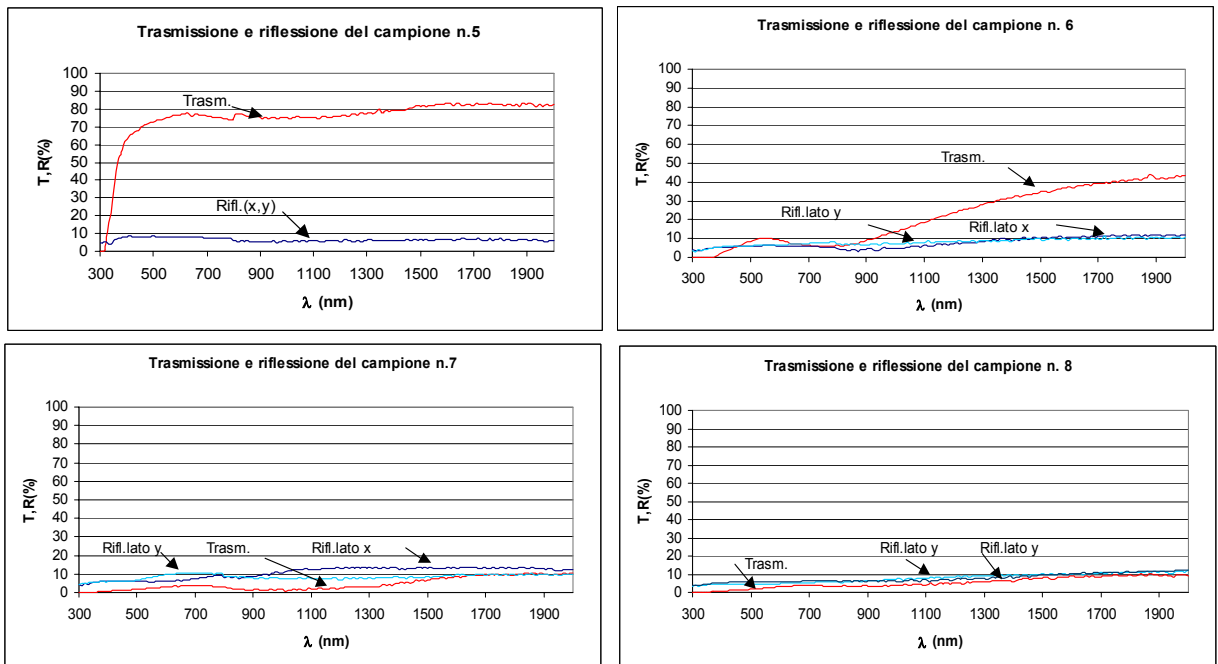 Trasmissione e riflessione del campione n.5
100
90
80
70
60
50
40
30
20
10
0
T,R(%)
Trasm.
Rifl.(x,y)
300 500 700 900 1100 1300 1500 1700 1900
λ (nm)
Trasmissione e riflessione del campione n. 6
100
90
80
70
60
50
40
30
20
10
0
T,R(%)
Trasm.
Rifl.lato y
Rifl.lato x
300 500 700 900 1100 1300 1500 1700 1900
λ (nm)
Trasmissione e riflessione del campione n.7
100
90
80
70
60
50
40
30
20
10
0
T,R(%)
Rifl.lato y Trasm. Rifl.lato x
300 500 700 900 1100 1300 1500 1700 1900
λ (nm)
Trasmissione e riflessione del campione n. 8
100
90
80
70
60
50
40
30
20
10
0
T,R(%)
Trasm.
Rifl.lato y Rifl.lato y
300 500 700 900 1100 1300 1500 1700 1900
λ (nm)